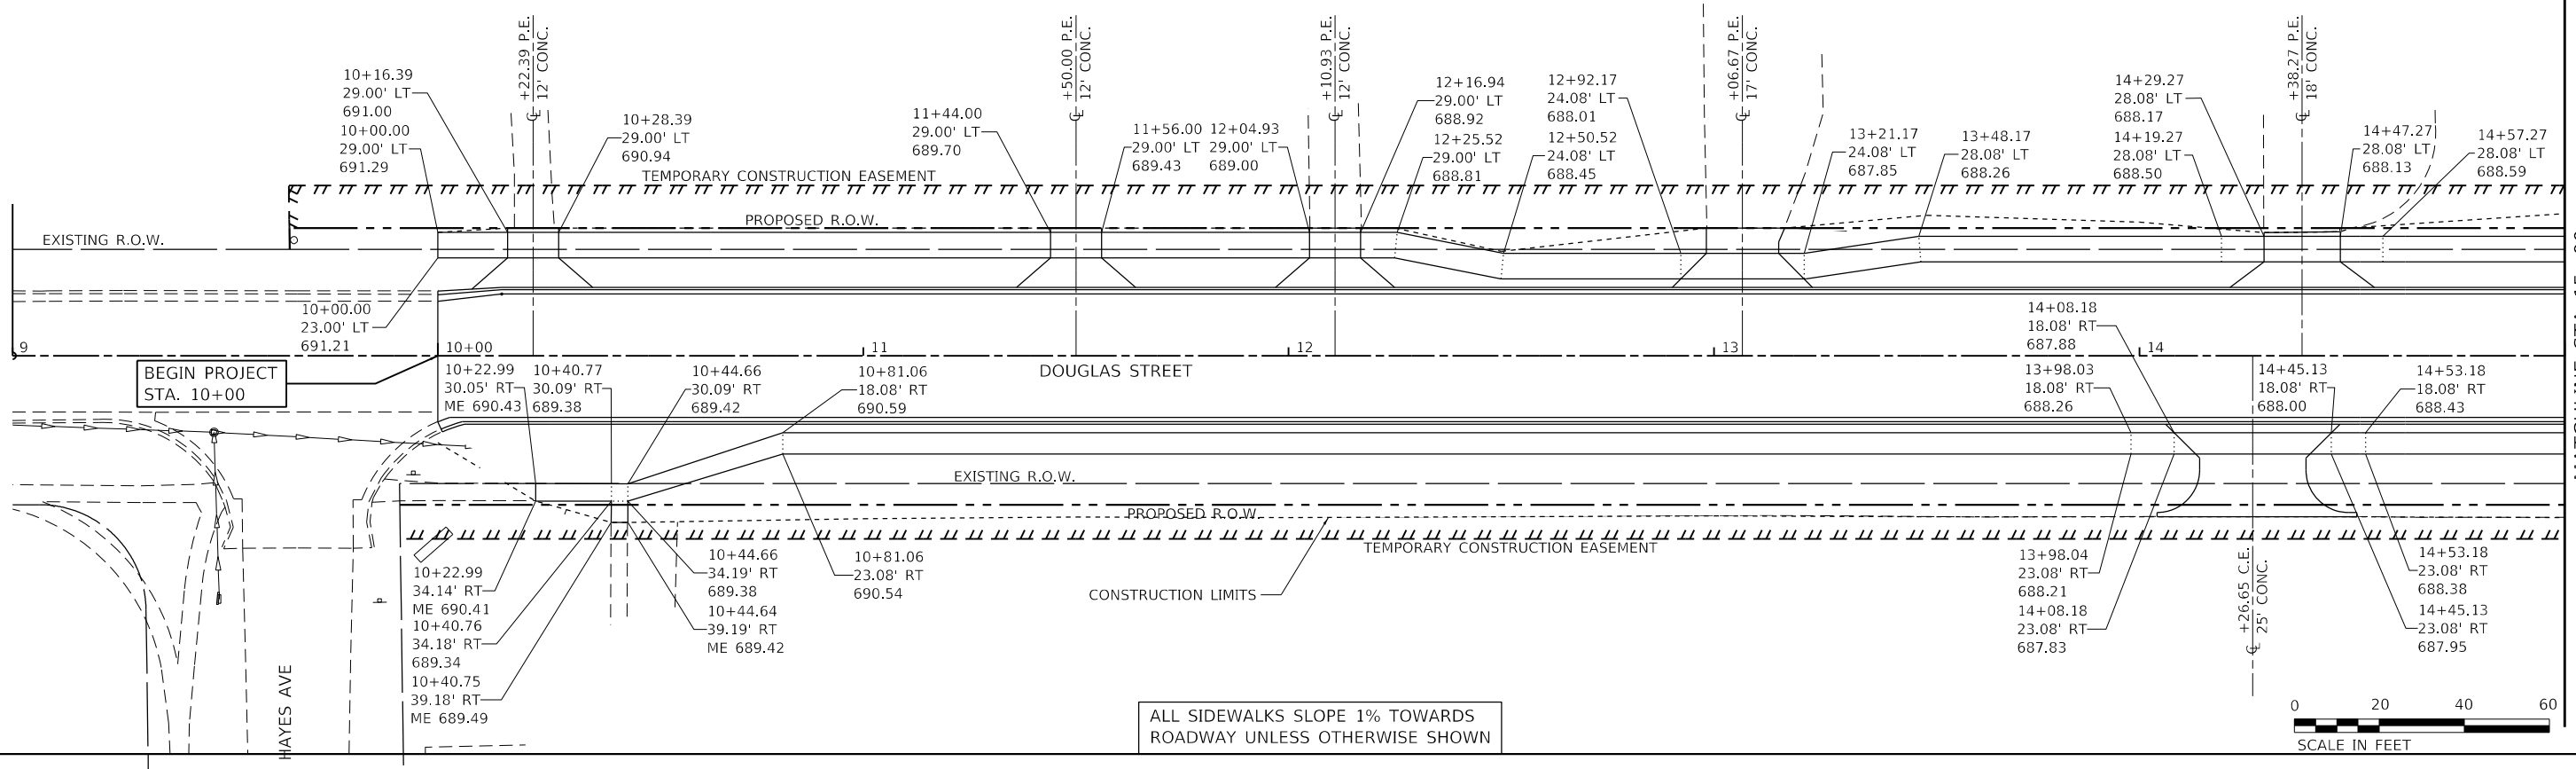 +22.39 P.E.
12' CONC.
+50.00 P.E.
12' CONC.
+10.93 P.E.
12' CONC.
+06.67 P.E.
17' CONC.
+38.27 P.E.
18' CONC.
10+16.39
29.00' LT
691.00
10+00.00
29.00' LT
691.29
10+28.39
29.00' LT
690.94
11+44.00
29.00' LT
689.70
11+56.00
29.00' LT
689.43
12+04.93
29.00' LT
689.00
12+16.94
29.00' LT
688.92
12+25.52
29.00' LT
688.81
12+92.17
24.08' LT
688.01
12+50.52
24.08' LT
688.45
13+21.17
24.08' LT
687.85
13+48.17
28.08' LT
688.26
14+29.27
28.08' LT
688.17
14+19.27
28.08' LT
688.50
14+47.27
28.08' LT
688.13
14+57.27
28.08' LT
688.59
TEMPORARY CONSTRUCTION EASEMENT
PROPOSED R.O.W.
EXISTING R.O.W.
10+00.00
23.00' LT
691.21
9
10+00
11
12
13
14
BEGIN PROJECT
STA. 10+00
DOUGLAS STREET
10+22.99
30.05' RT
ME 690.43
10+40.77
30.09' RT
689.38
10+44.66
30.09' RT
689.42
10+81.06
18.08' RT
690.59
14+08.18
18.08' RT
687.88
13+98.03
18.08' RT
688.26
14+45.13
18.08' RT
688.00
14+53.18
18.08' RT
688.43
EXISTING R.O.W.
PROPOSED R.O.W.
TEMPORARY CONSTRUCTION EASEMENT
CONSTRUCTION LIMITS
10+22.99
34.14' RT
ME 690.41
10+40.76
34.18' RT
689.34
10+40.75
39.18' RT
ME 689.49
10+44.66
34.19' RT
689.38
10+44.64
39.19' RT
ME 689.42
10+81.06
23.08' RT
690.54
13+98.04
23.08' RT
688.21
14+08.18
23.08' RT
687.83
+26.65 C.E.
25' CONC.
14+53.18
23.08' RT
688.38
14+45.13
23.08' RT
687.95
HAYES AVE
ALL SIDEWALKS SLOPE 1% TOWARDS
ROADWAY UNLESS OTHERWISE SHOWN
0 20 40 60
SCALE IN FEET